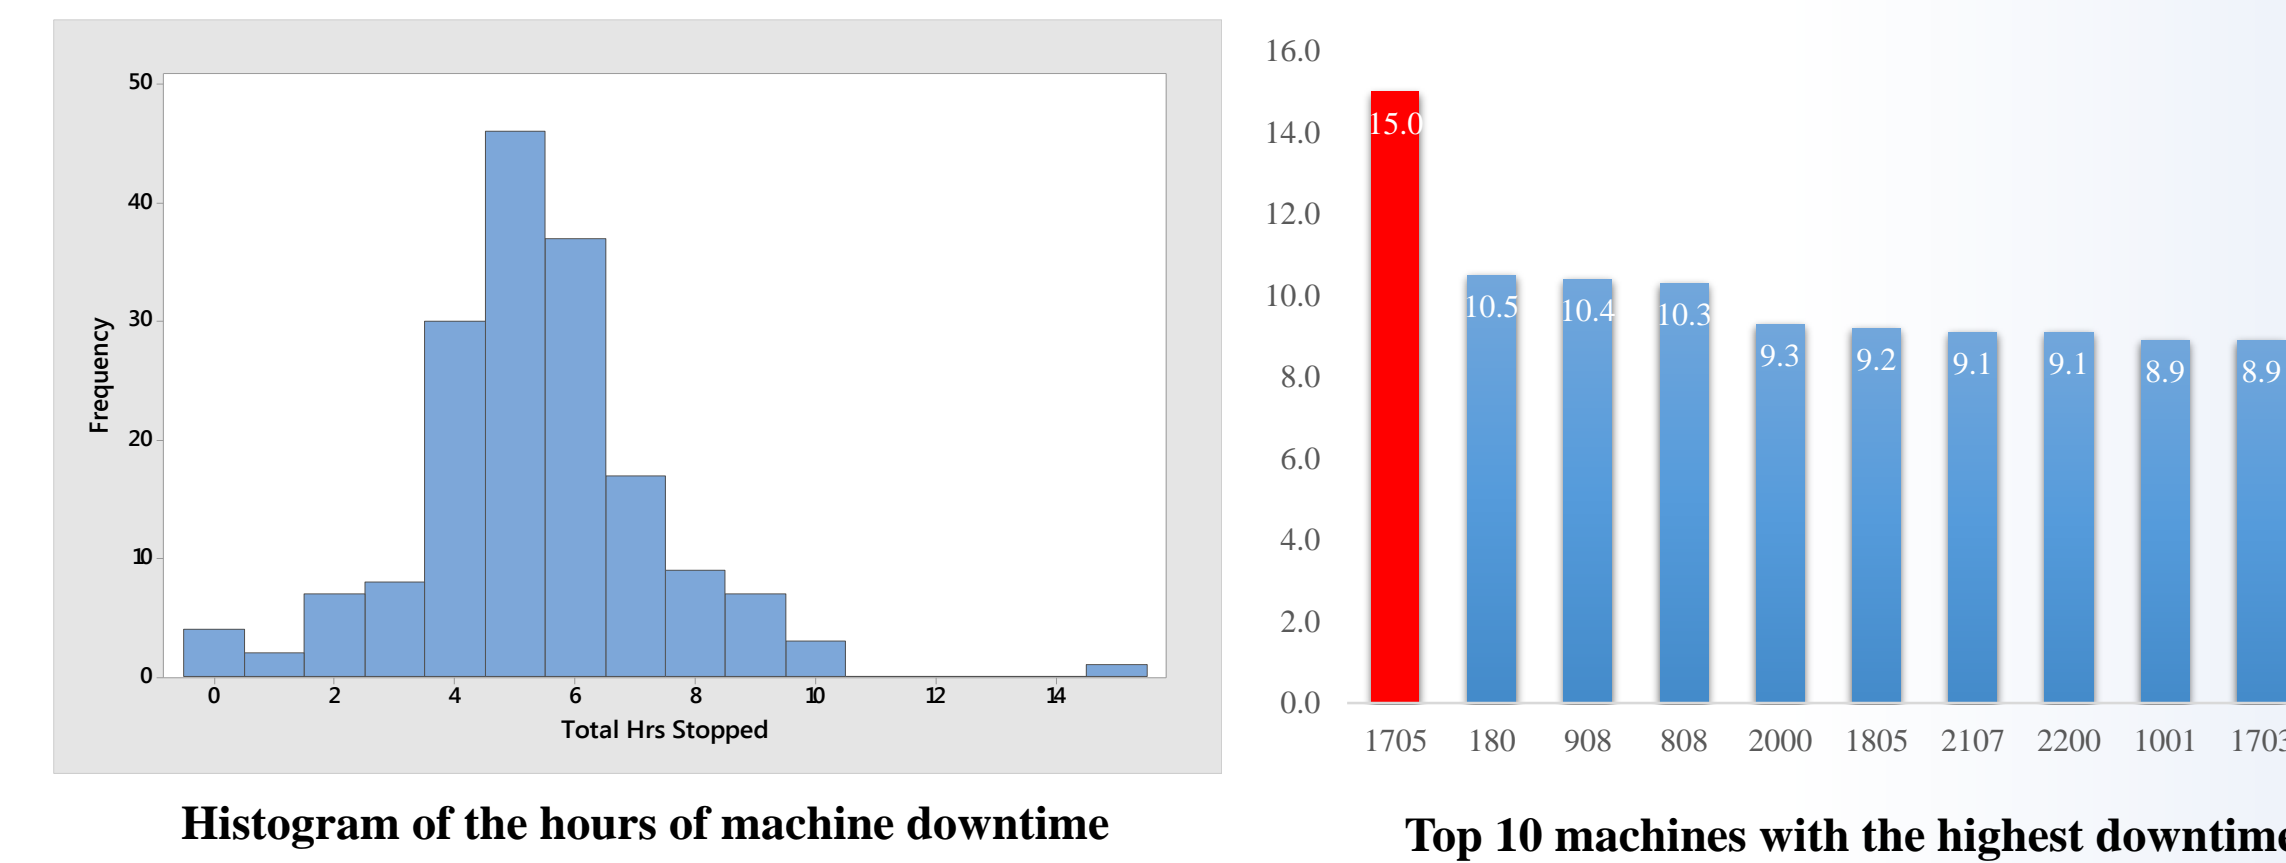 50
40
30
20
10
0
Frequency
0 2 4 6 8 10 12 14
Total Hrs Stopped
Histogram of the hours of machine downtime
16.0
14.0
12.0
10.0
8.0
6.0
4.0
2.0
0.0
15.0 10.5 10.4 10.3 9.3 9.2 9.1 9.1 8.9 8.9
1705 180 908 808 2000 1805 2107 2200 1001 1703
Top 10 machines with the highest downtime